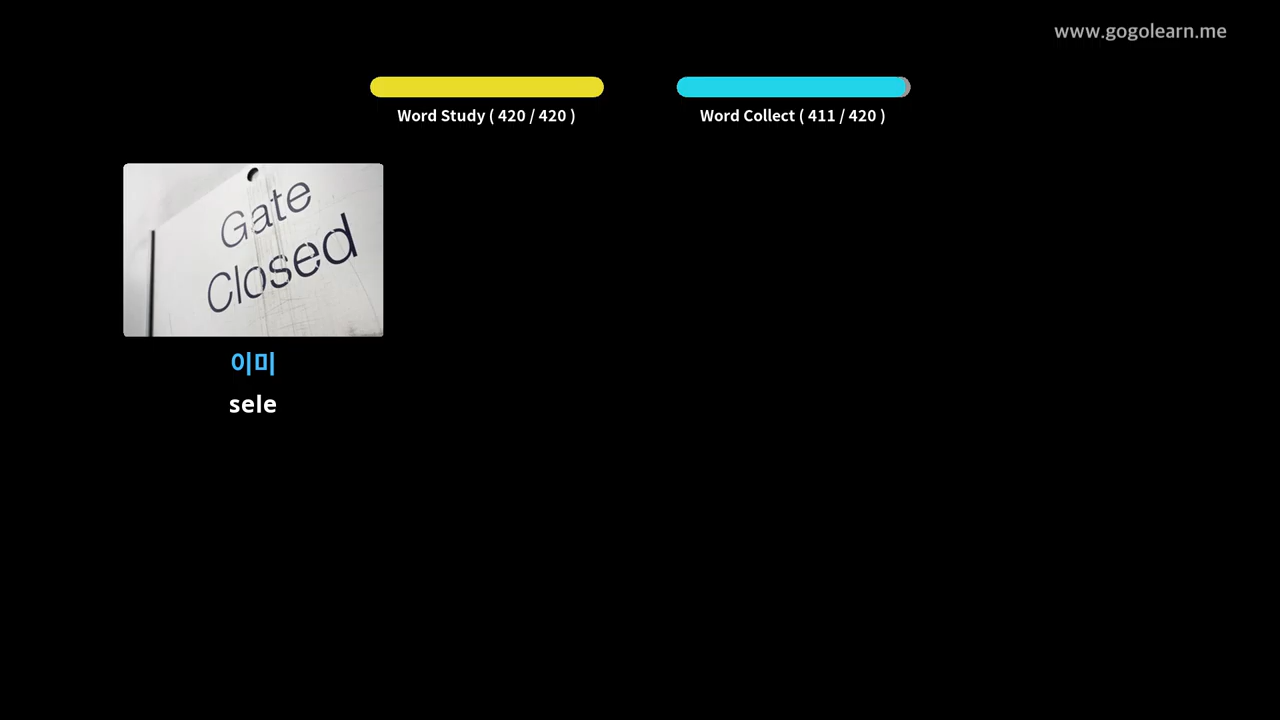 www.gogolearn.me
Word Study ( 420 / 420 )
Word Collect ( 411 / 420 )
Gate
Closed
이미
sele